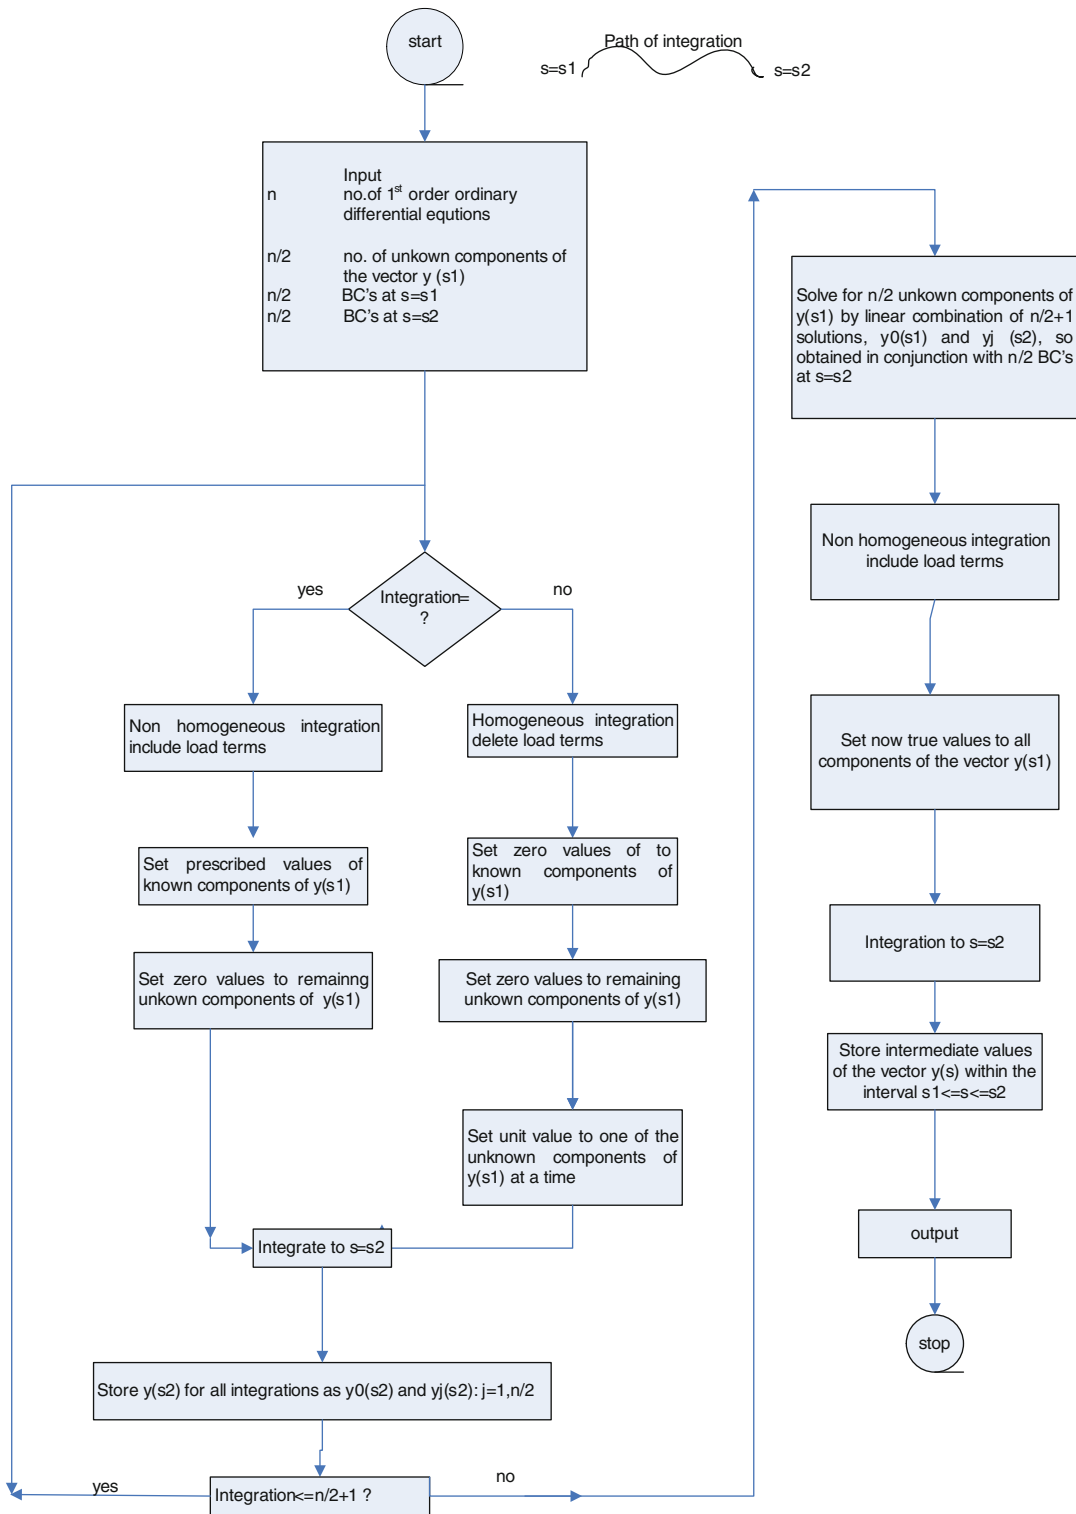 start
Path of integration
s=s1
s=s2
Input
n no.of 1st order ordinary
differential equtions
n/2 no. of unkown components of
the vector y (s1)
n/2 BC's at s=s1
n/2 BC's at s=s2
Integration=
?
yes
no
Non homogeneous integration
include load terms
Set prescribed values of
known components of y(s1)
Set zero values to remainng
unkown components of y(s1)
Homogeneous integration
delete load terms
Set zero values of to
known components of
y(s1)
Set zero values to remaining
unkown components of y(s1)
Set unit value to one of the
unknown components of
y(s1) at a time
Integrate to s=s2
Store y(s2) for all integrations as y0(s2) and yj(s2): j=1,n/2
Integration<=n/2+1 ?
yes
no
Solve for n/2 unkown components of
y(s1) by linear combination of n/2+1
solutions, y0(s1) and yj (s2), so
obtained in conjunction with n/2 BC's
at s=s2
Non homogeneous integration
include load terms
Set now true values to all
components of the vector y(s1)
Integration to s=s2
Store intermediate values
of the vector y(s) within the
interval s1<=s<=s2
output
stop